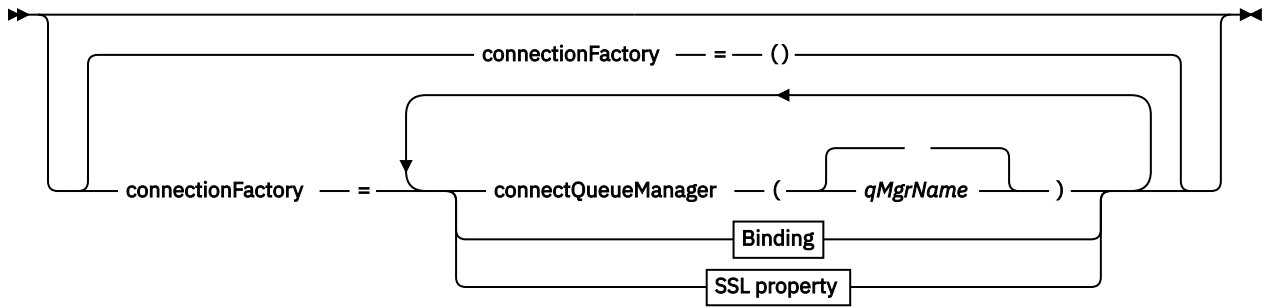 connectionFactory = ()
connectionFactory = connectQueueManager ( qMgrName )
Binding
SSL property